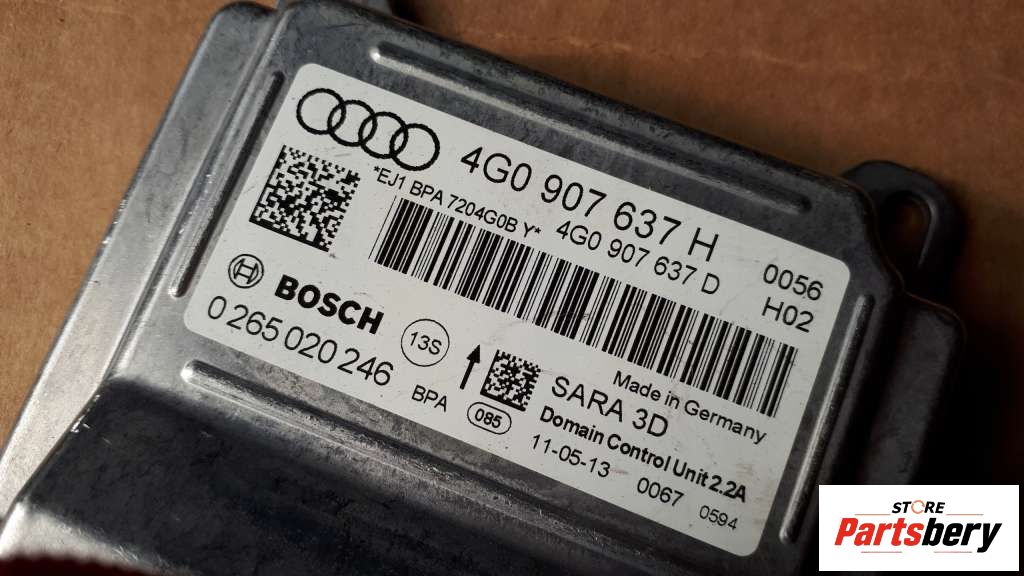 4G0 907 637 H
*EJ1 BPA 7204G0B Y* 4G0 907 637 D
0056
H02
BOSCH
0 265 020 246
13S
BPA
085
Made in Germany
SARA 3D
Domain Control Unit 2.2A
11-05-13 0067 0594
STORE
Partsbery